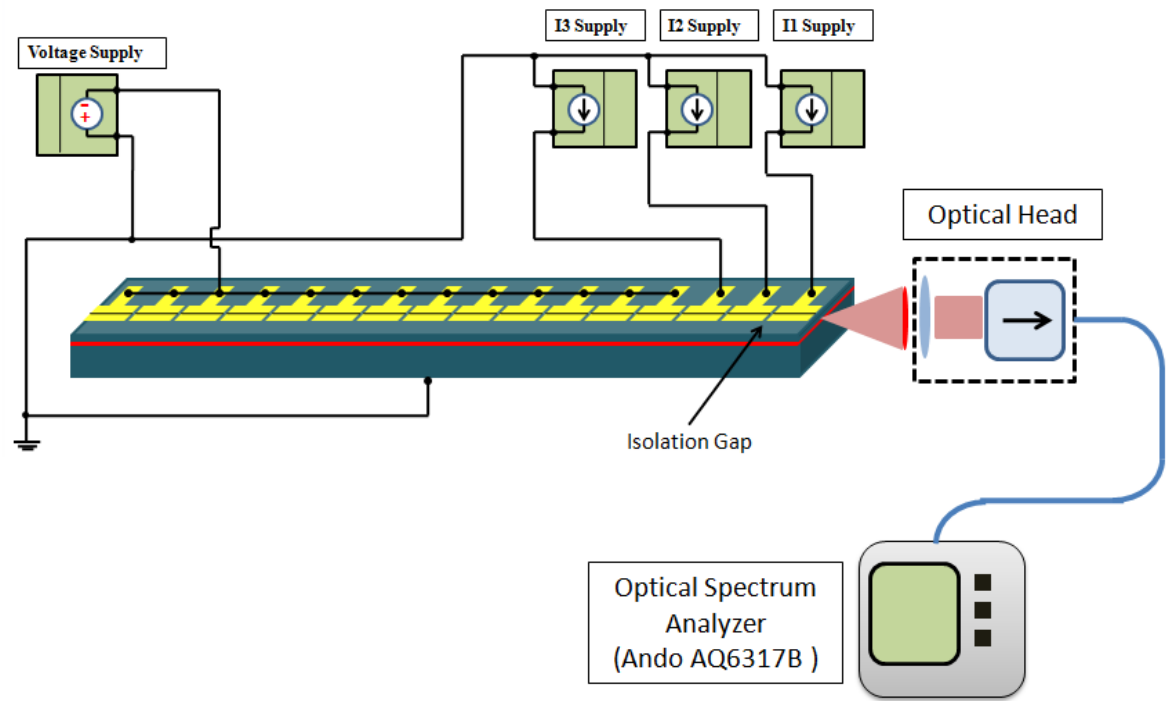 I3 Supply
I2 Supply
I1 Supply
Voltage Supply
Optical Head
Isolation Gap
Optical Spectrum
Analyzer
(Ando AQ6317B )